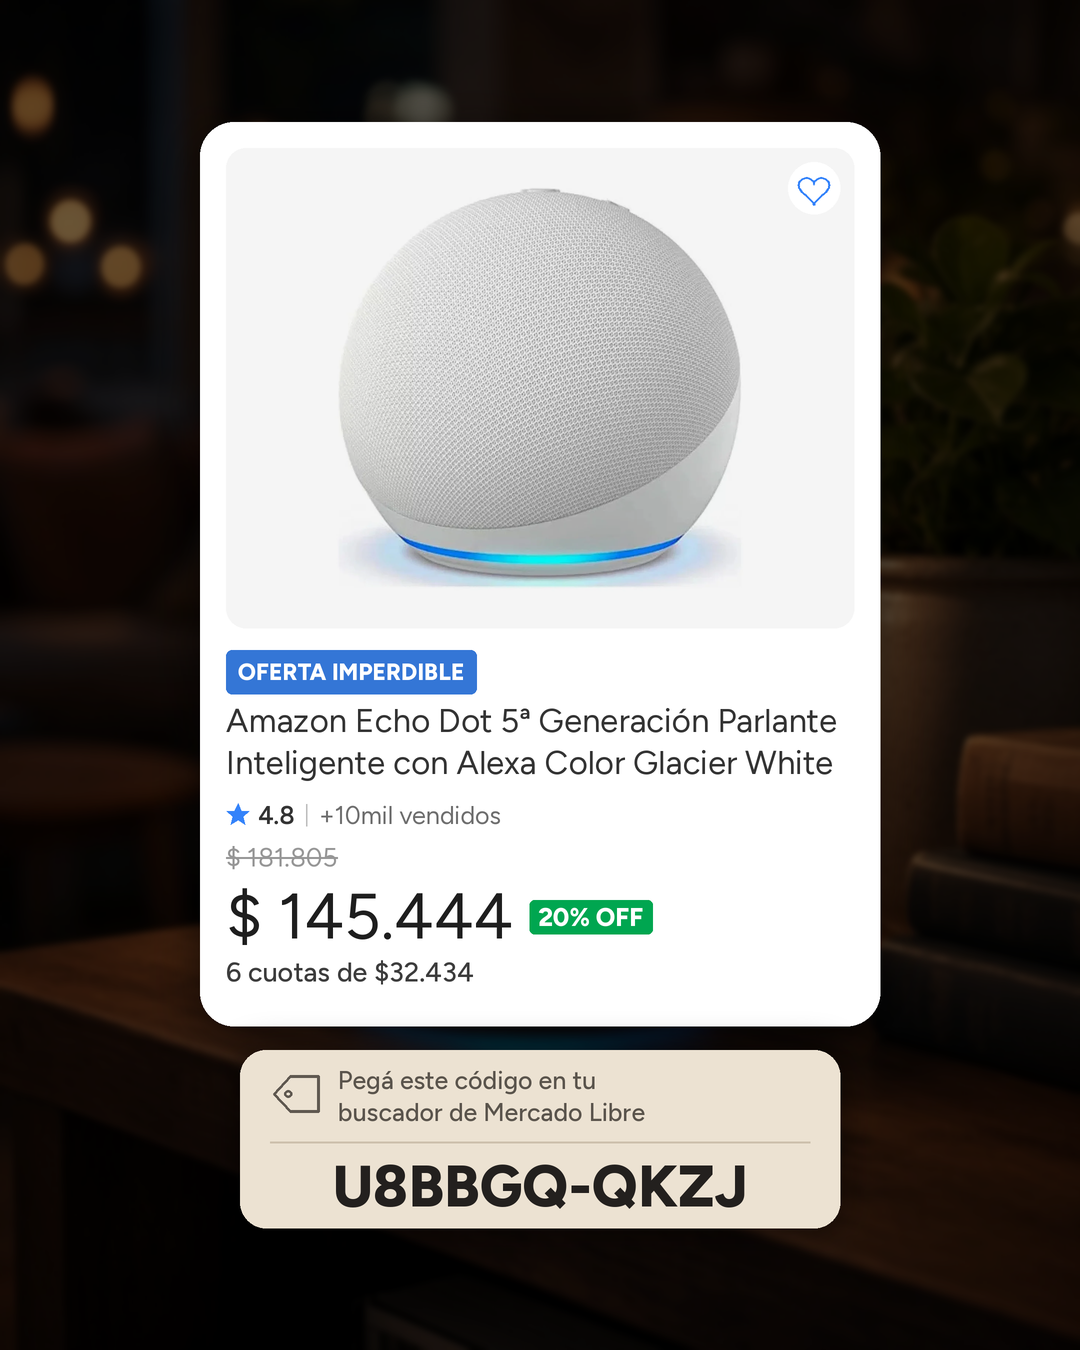 OFERTA IMPERDIBLE
Amazon Echo Dot 5ª Generación Parlante
Inteligente con Alexa Color Glacier White
4.8 | +10mil vendidos
$ 181.805
$ 145.444 20% OFF
6 cuotas de $32.434
Pegá este código en tu
buscador de Mercado Libre
U8BBGQ-QKZJ